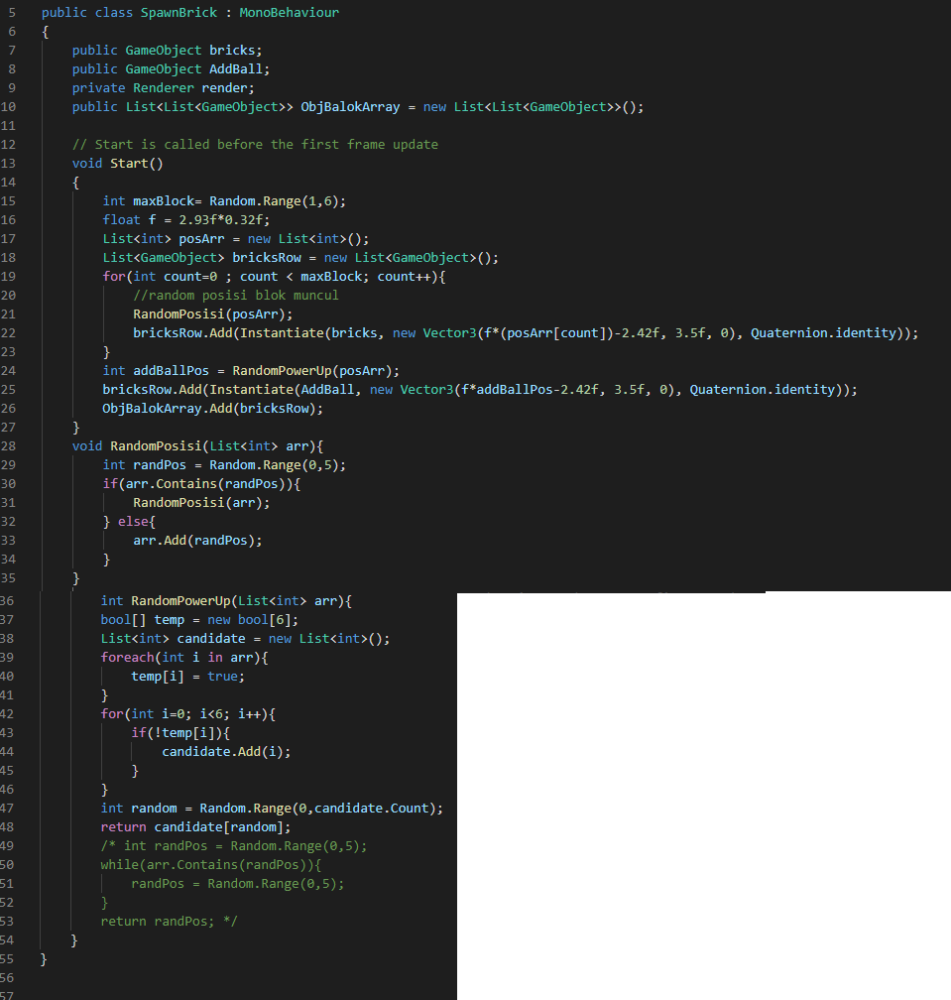 5 public class SpawnBrick : MonoBehaviour
6 {
7     public GameObject bricks;
8     public GameObject AddBall;
9     private Renderer render;
10     public List<List<GameObject>> ObjBalokArray = new List<List<GameObject>>();
11
12     // Start is called before the first frame update
13     void Start()
14     {
15         int maxBlock= Random.Range(1,6);
16         float f = 2.93f*0.32f;
17         List<int> posArr = new List<int>();
18         List<GameObject> bricksRow = new List<GameObject>();
19         for(int count=0 ; count < maxBlock; count++){
20             //random posisi blok muncul
21             RandomPosisi(posArr);
22             bricksRow.Add(Instantiate(bricks, new Vector3(f*(posArr[count])-2.42f, 3.5f, 0), Quaternion.identity));
23         }
24         int addBallPos = RandomPowerUp(posArr);
25         bricksRow.Add(Instantiate(AddBall, new Vector3(f*addBallPos-2.42f, 3.5f, 0), Quaternion.identity));
26         ObjBalokArray.Add(bricksRow);
27     }
28     void RandomPosisi(List<int> arr){
29         int randPos = Random.Range(0,5);
30         if(arr.Contains(randPos)){
31             RandomPosisi(arr);
32         } else{
33             arr.Add(randPos);
34         }
35     }
36         int RandomPowerUp(List<int> arr){
37         bool[] temp = new bool[6];
38         List<int> candidate = new List<int>();
39         foreach(int i in arr){
40             temp[i] = true;
41         }
42         for(int i=0; i<6; i++){
43             if(!temp[i]){
44                 candidate.Add(i);
45             }
46         }
47         int random = Random.Range(0,candidate.Count);
48         return candidate[random];
49         /* int randPos = Random.Range(0,5);
50         while(arr.Contains(randPos)){
51             randPos = Random.Range(0,5);
52         }
53         return randPos; */
54     }
55 }
56
57